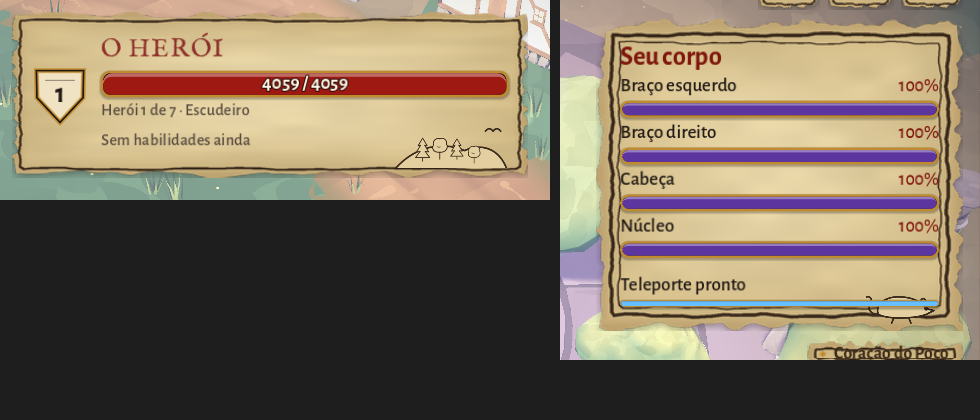 O HERÓI
1
4059 / 4059
Herói 1 de 7 · Escudeiro
Sem habilidades ainda
Seu corpo
Braço esquerdo 100%
Braço direito 100%
Cabeça 100%
Núcleo 100%
Teleporte pronto
Coração do Poço